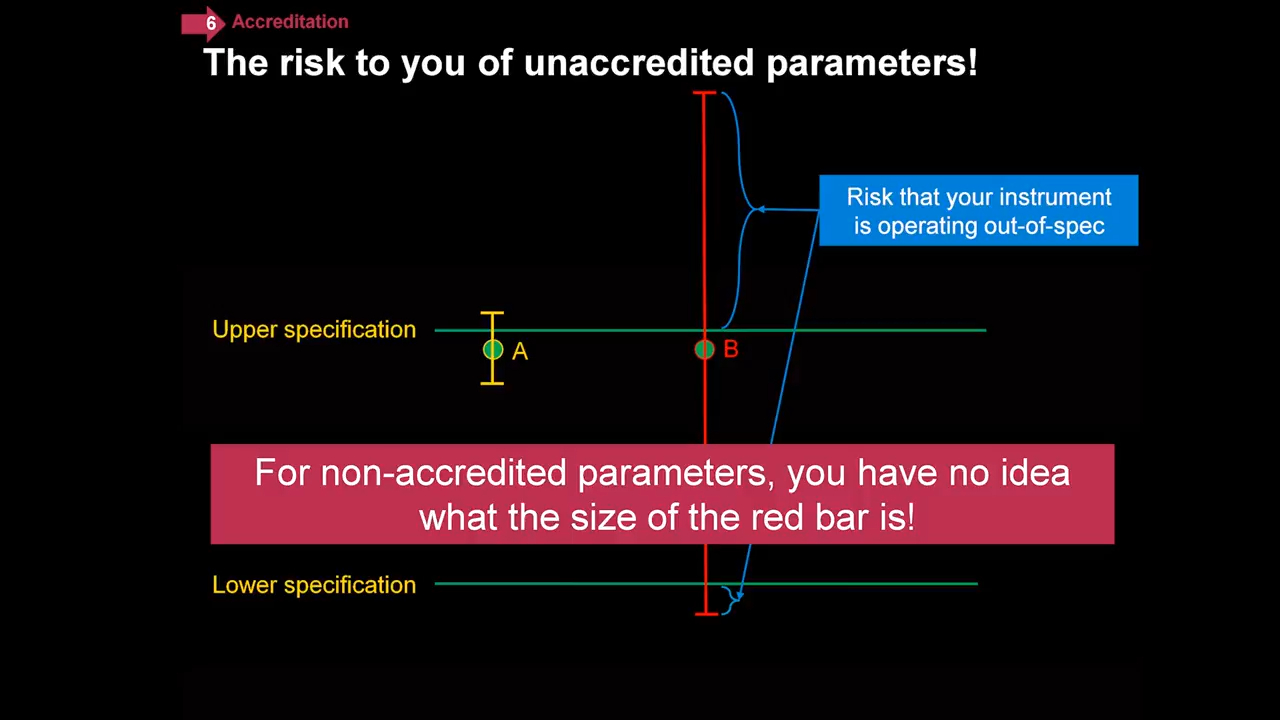 6 Accreditation
The risk to you of unaccredited parameters!
Risk that your instrument
is operating out-of-spec
Upper specification
A
B
For non-accredited parameters, you have no idea
what the size of the red bar is!
Lower specification